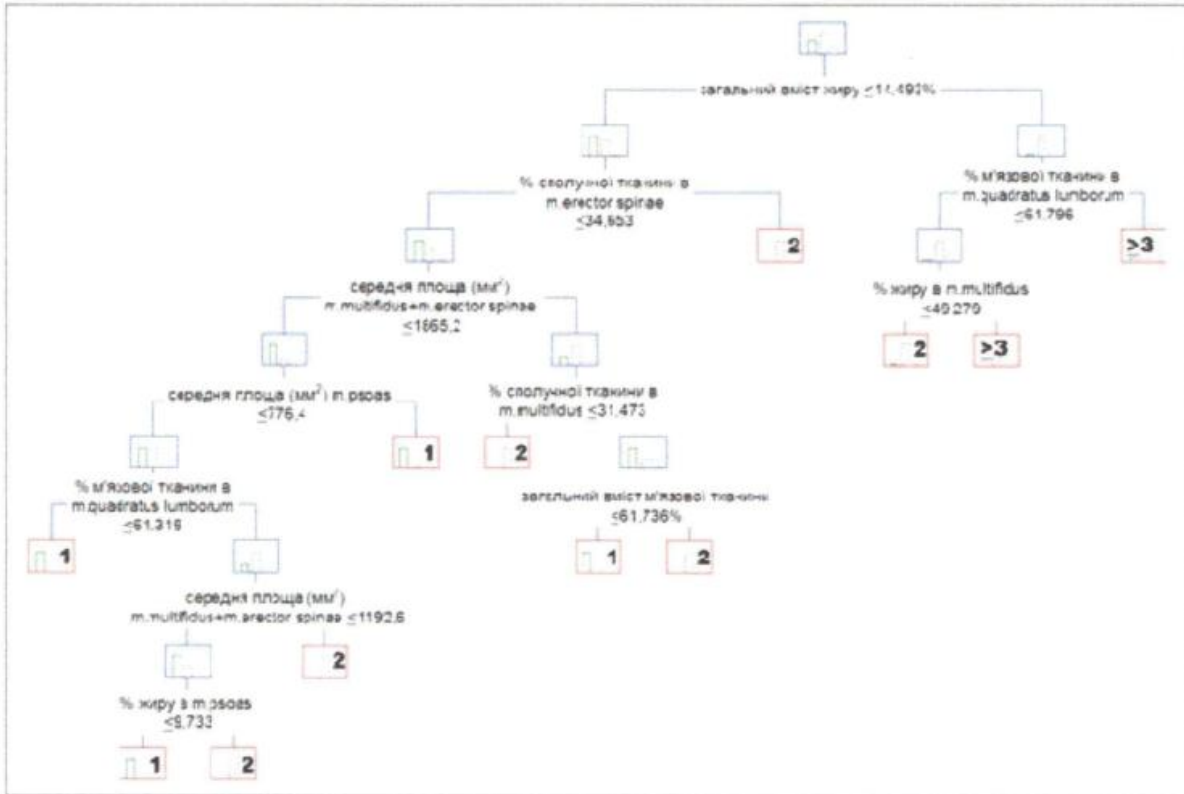 загальний вміст жиру ≤14,493%
% сполучної тканини в
m.erector spinae
≤34,653
% м'язової тканини в
m.quadratus lumborum
≤61,796
2
≥3
середня площа (мм²)
m.multifidus+m.erector spinae
≤1865,2
% жиру в m.multifidus
≤49,279
2
≥3
середня площа (мм²) m.psoas
≤776,4
% сполучної тканини в
m.multifidus ≤31,473
1
2
% м'язової тканини в
m.quadratus lumborum
≤61,316
загальний вміст м'язової тканини
≤61,736%
1
1
2
середня площа (мм²)
m.multifidus+m.erector spinae ≤1192,6
2
% жиру в m.psoas
≤9,733
1
2